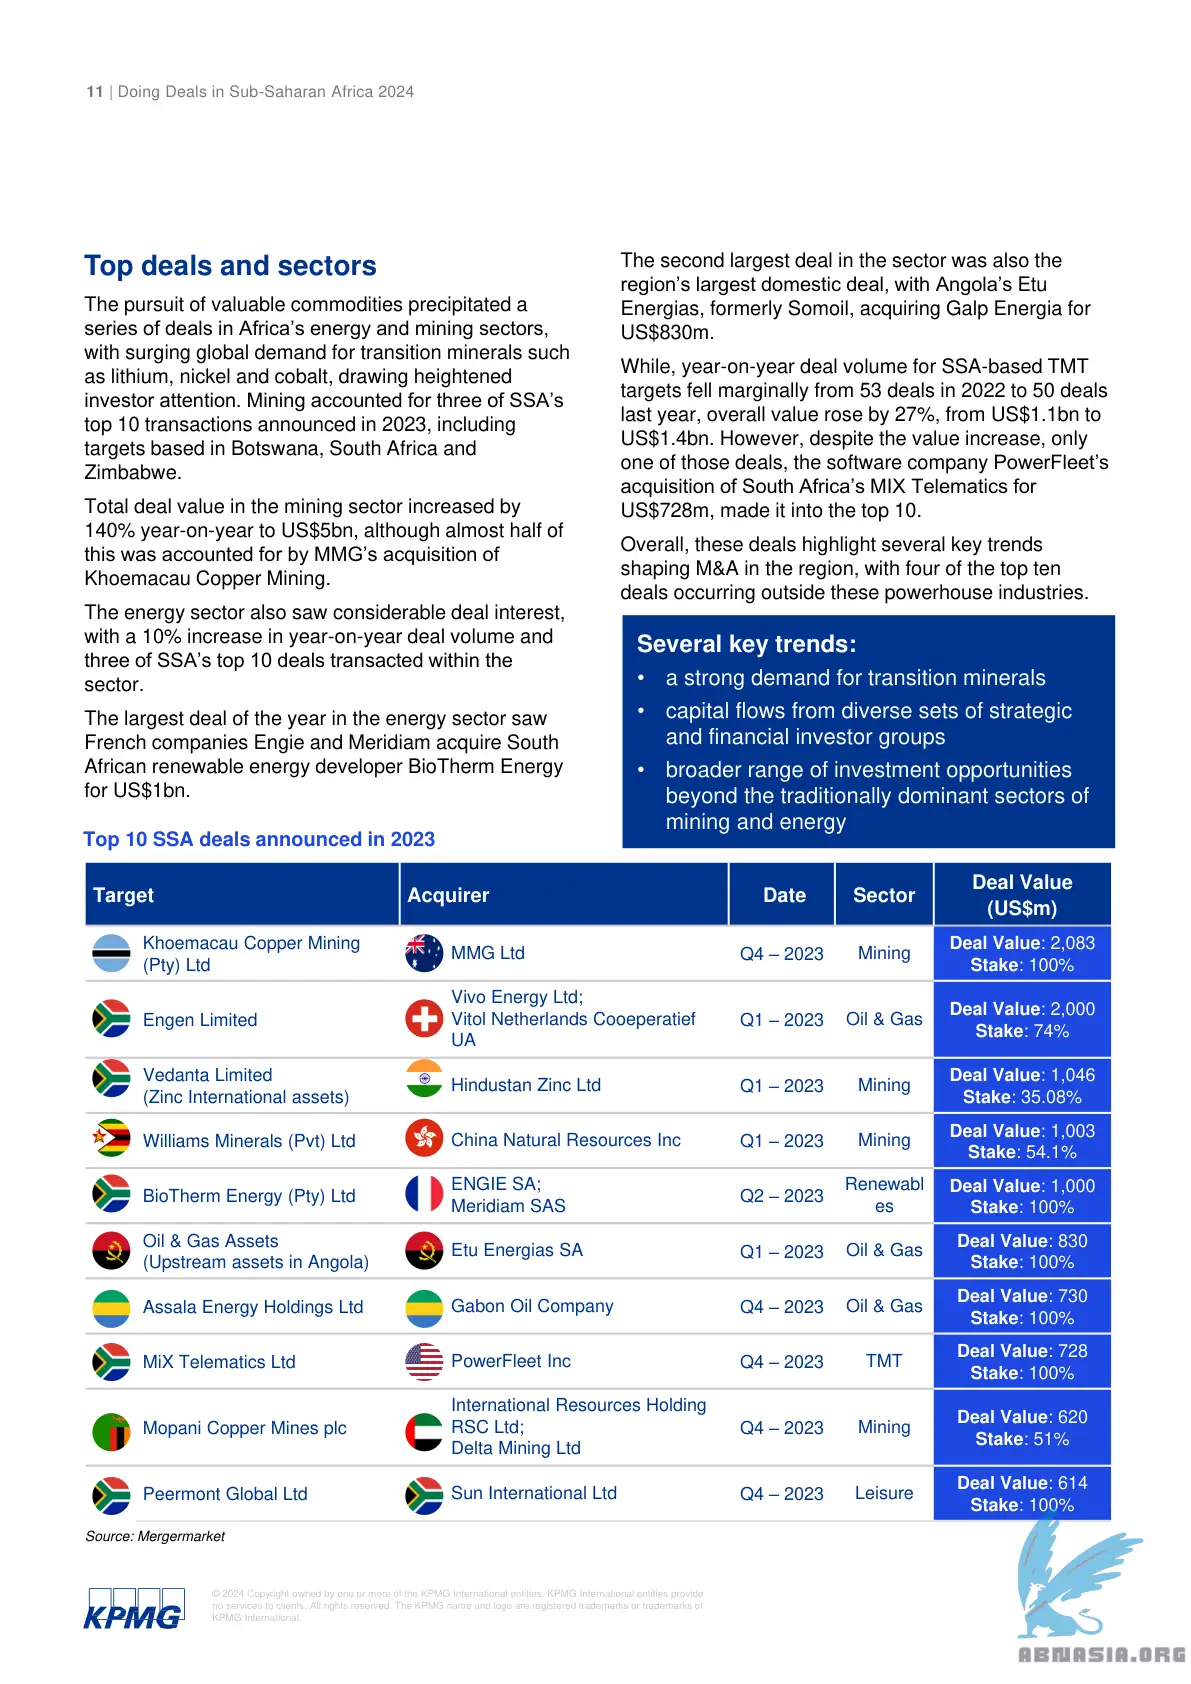 11 | Doing Deals in Sub-Saharan Africa 2024
Top deals and sectors
The pursuit of valuable commodities precipitated a
series of deals in Africa's energy and mining sectors,
with surging global demand for transition minerals such
as lithium, nickel and cobalt, drawing heightened
investor attention. Mining accounted for three of SSA's
top 10 transactions announced in 2023, including
targets based in Botswana, South Africa and
Zimbabwe.
Total deal value in the mining sector increased by
140% year-on-year to US$5bn, although almost half of
this was accounted for by MMG's acquisition of
Khoemacau Copper Mining.
The energy sector also saw considerable deal interest,
with a 10% increase in year-on-year deal volume and
three of SSA's top 10 deals transacted within the
sector.
The largest deal of the year in the energy sector saw
French companies Engie and Meridiam acquire South
African renewable energy developer BioTherm Energy
for US$1bn.
The second largest deal in the sector was also the
region's largest domestic deal, with Angola's Etu
Energias, formerly Somoil, acquiring Galp Energia for
US$830m.
While, year-on-year deal volume for SSA-based TMT
targets fell marginally from 53 deals in 2022 to 50 deals
last year, overall value rose by 27%, from US$1.1bn to
US$1.4bn. However, despite the value increase, only
one of those deals, the software company PowerFleet's
acquisition of South Africa's MIX Telematics for
US$728m, made it into the top 10.
Overall, these deals highlight several key trends
shaping M&A in the region, with four of the top ten
deals occurring outside these powerhouse industries.
Several key trends:
• a strong demand for transition minerals
• capital flows from diverse sets of strategic
and financial investor groups
• broader range of investment opportunities
beyond the traditionally dominant sectors of
mining and energy
Top 10 SSA deals announced in 2023
Target Acquirer Date Sector Deal Value
(US$m)
Khoemacau Copper Mining
(Pty) Ltd
MMG Ltd
Q4 – 2023
Mining
Deal Value: 2,083
Stake: 100%
Engen Limited
Vivo Energy Ltd;
Vitol Netherlands Cooeperatief
UA
Q1 – 2023
Oil & Gas
Deal Value: 2,000
Stake: 74%
Vedanta Limited
(Zinc International assets)
Hindustan Zinc Ltd
Q1 – 2023
Mining
Deal Value: 1,046
Stake: 35.08%
Williams Minerals (Pvt) Ltd
China Natural Resources Inc
Q1 – 2023
Mining
Deal Value: 1,003
Stake: 54.1%
BioTherm Energy (Pty) Ltd
ENGIE SA;
Meridiam SAS
Q2 – 2023
Renewabl
es
Deal Value: 1,000
Stake: 100%
Oil & Gas Assets
(Upstream assets in Angola)
Etu Energias SA
Q1 – 2023
Oil & Gas
Deal Value: 830
Stake: 100%
Assala Energy Holdings Ltd
Gabon Oil Company
Q4 – 2023
Oil & Gas
Deal Value: 730
Stake: 100%
MiX Telematics Ltd
PowerFleet Inc
Q4 – 2023
TMT
Deal Value: 728
Stake: 100%
Mopani Copper Mines plc
International Resources Holding
RSC Ltd;
Delta Mining Ltd
Q4 – 2023
Mining
Deal Value: 620
Stake: 51%
Peermont Global Ltd
Sun International Ltd
Q4 – 2023
Leisure
Deal Value: 614
Stake: 100%
Source: Mergermarket
KPMG
© 2024 Copyright owned by one or more of the KPMG International entities. KPMG International entities provide
no services to clients. All rights reserved. The KPMG name and logo are registered trademarks or trademarks of
KPMG International.
ABNASIA.ORG